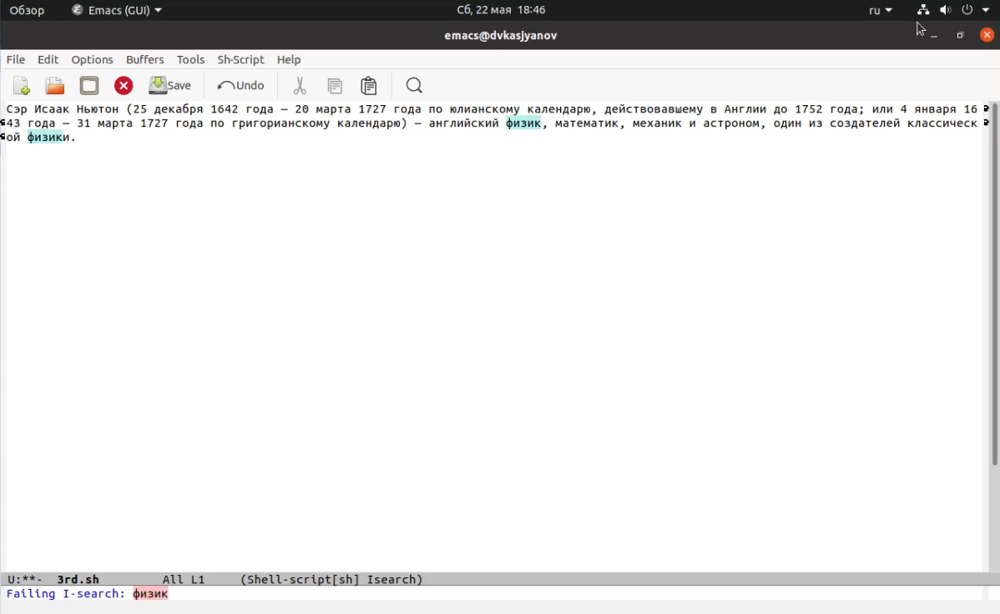 Обзор Emacs (GUI) Сб, 22 мая 18:46 ru
emacs@dvkasjyanov
File Edit Options Buffers Tools Sh-Script Help
Save Undo
Сэр Исаак Ньютон (25 декабря 1642 года — 20 марта 1727 года по юлианскому календарю, действовавшему в Англии до 1752 года; или 4 января 16
43 года — 31 марта 1727 года по григорианскому календарю) — английский физик, математик, механик и астроном, один из создателей классическ
ой физики.
U:**- 3rd.sh All L1 (Shell-script[sh] Isearch)
Failing I-search: физик